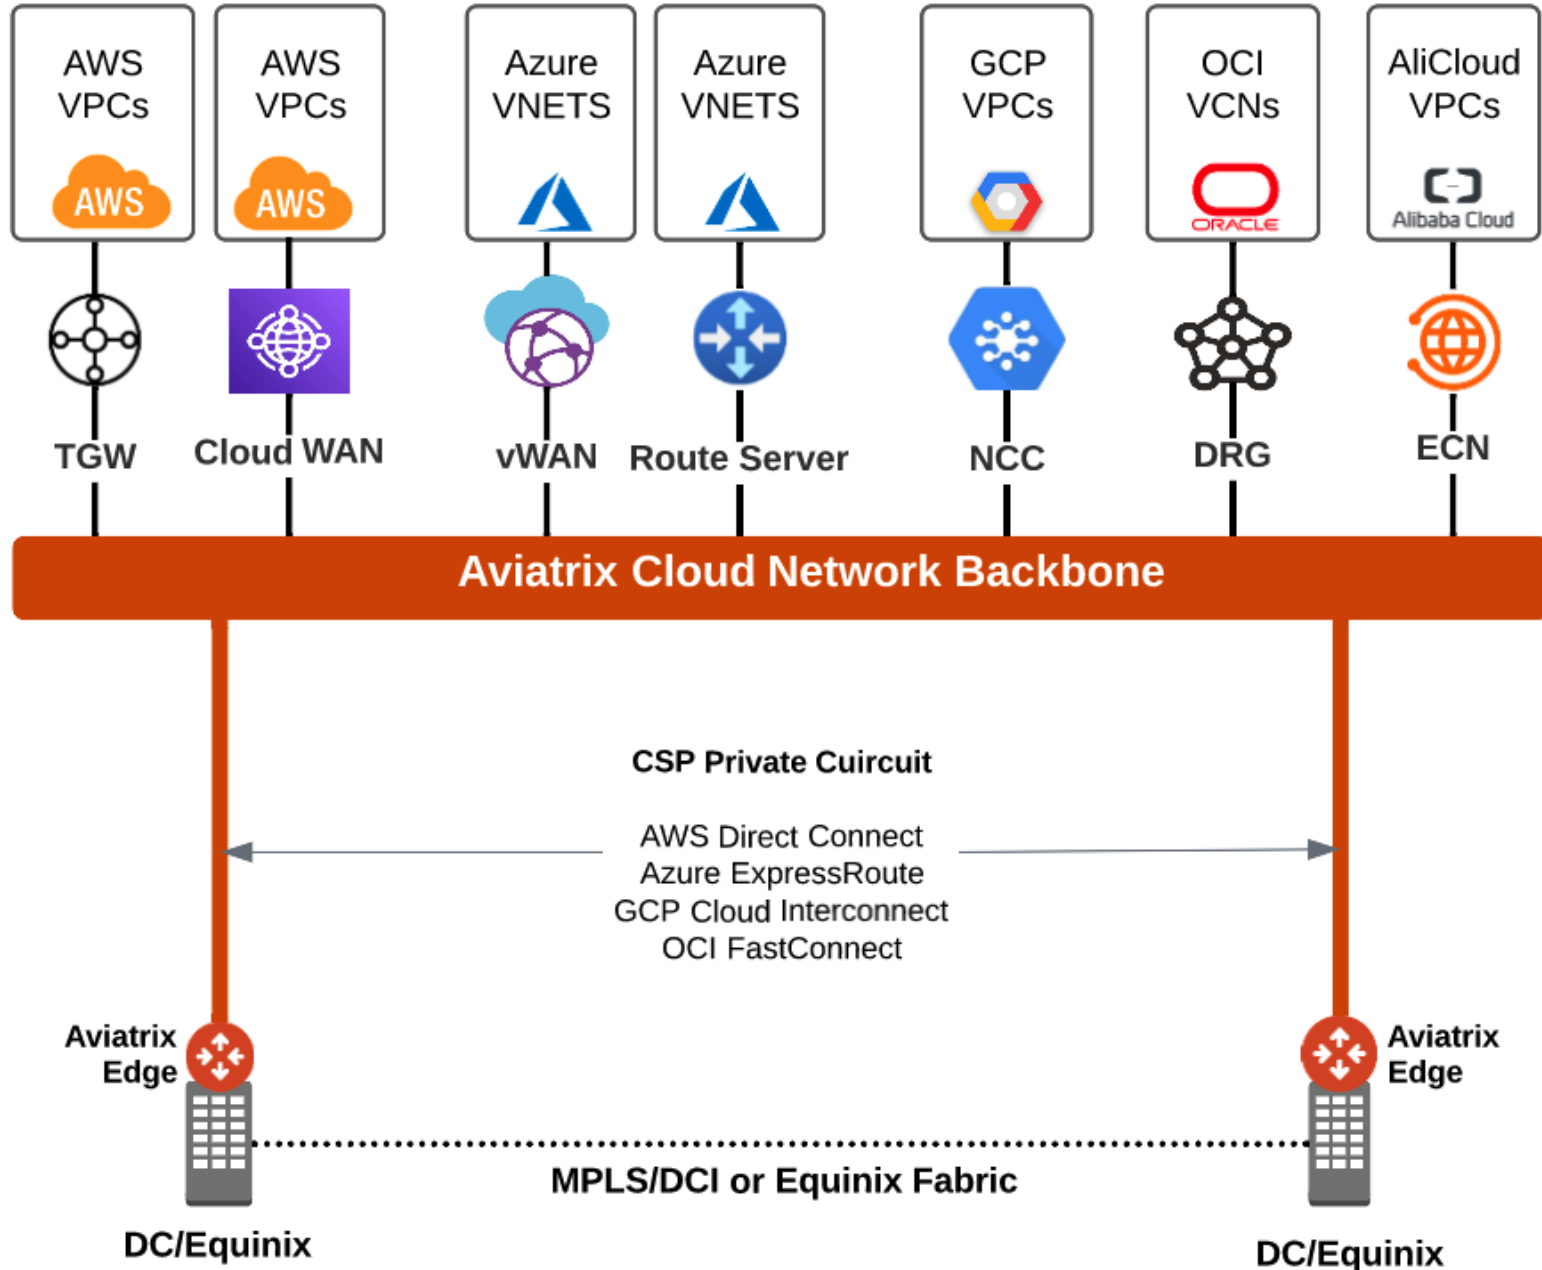 AWS
VPCs
AWS
AWS
VPCs
AWS
Azure
VNETS
Azure
VNETS
GCP
VPCs
OCI
VCNs
ORACLE
AliCloud
VPCs
Alibaba Cloud
TGW
Cloud WAN
vWAN
Route Server
NCC
DRG
ECN
Aviatrix Cloud Network Backbone
CSP Private Cuircuit
AWS Direct Connect
Azure ExpressRoute
GCP Cloud Interconnect
OCI FastConnect
Aviatrix
Edge
Aviatrix
Edge
MPLS/DCI or Equinix Fabric
DC/Equinix
DC/Equinix